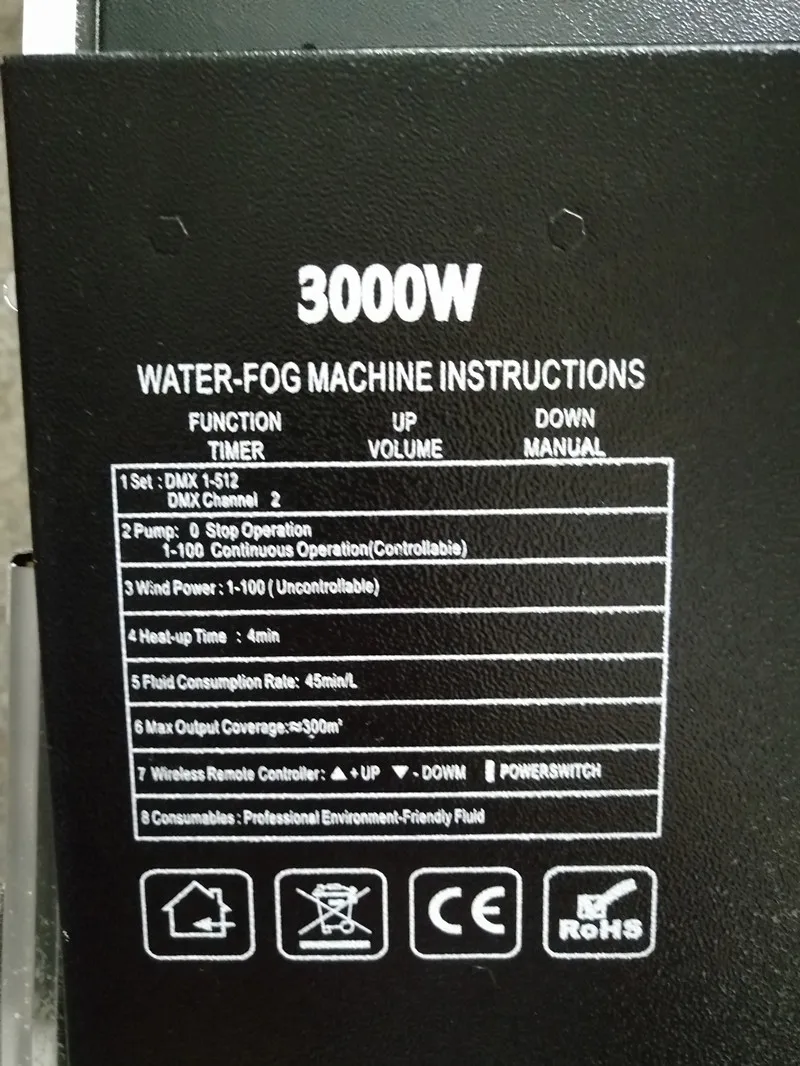 3000W
WATER-FOG MACHINE INSTRUCTIONS
FUNCTION UP DOWN
TIMER VOLUME MANUAL
1 Set : DMX 1-512
DMX Channel 2
2 Pump: 0 Stop Operation
1-100 Continuous Operation(Controllable)
3 Wind Power : 1-100 ( Uncontrollable)
4 Heat-up Time : 4min
5 Fluid Consumption Rate: 45min/L
6 Max Output Coverage:≈300m²
7 Wireless Remote Controller: ▲ + UP ▼ - DOWM ▮ POWERSWITCH
8 Consumables : Professional Environment-Friendly Fluid
CE
RoHS